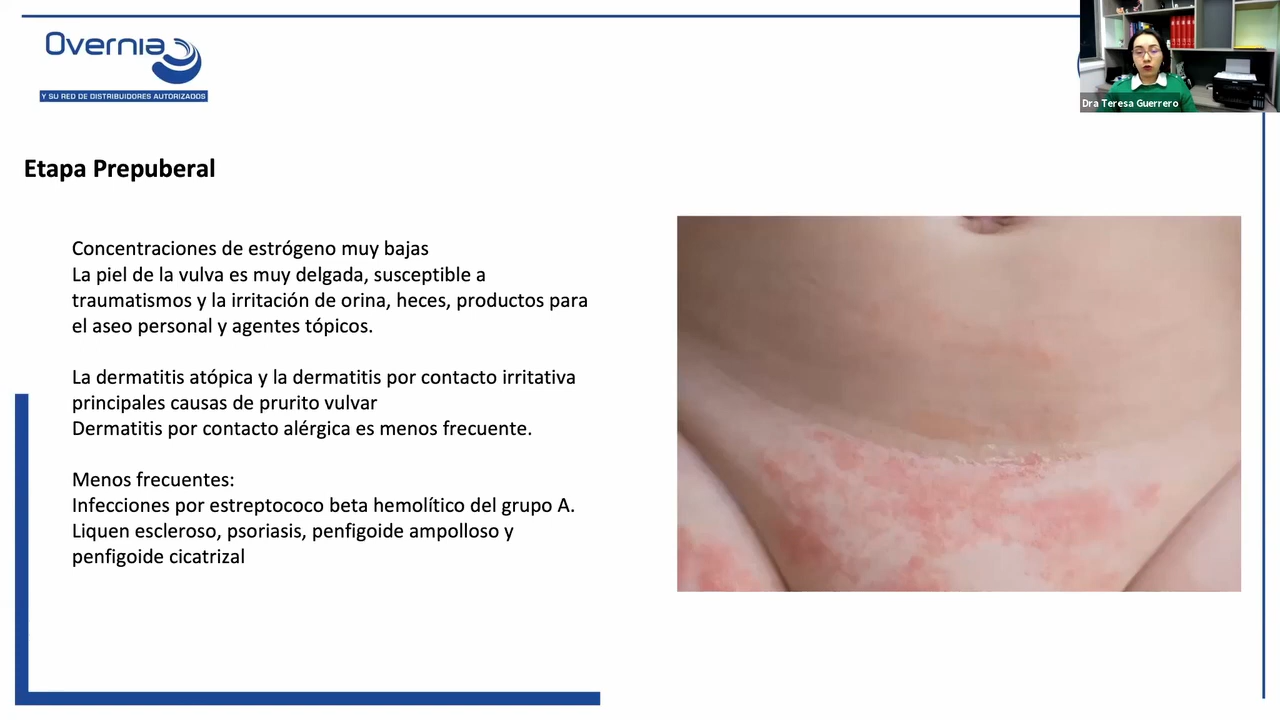 Overnia
Y SU RED DE DISTRIBUIDORES AUTORIZADOS
Dra Teresa Guerrero
Etapa Prepuberal
Concentraciones de estrógeno muy bajas
La piel de la vulva es muy delgada, susceptible a
traumatismos y la irritación de orina, heces, productos para
el aseo personal y agentes tópicos.
La dermatitis atópica y la dermatitis por contacto irritativa
principales causas de prurito vulvar
Dermatitis por contacto alérgica es menos frecuente.
Menos frecuentes:
Infecciones por estreptococo beta hemolítico del grupo A.
Liquen escleroso, psoriasis, penfigoide ampolloso y
penfigoide cicatrizal